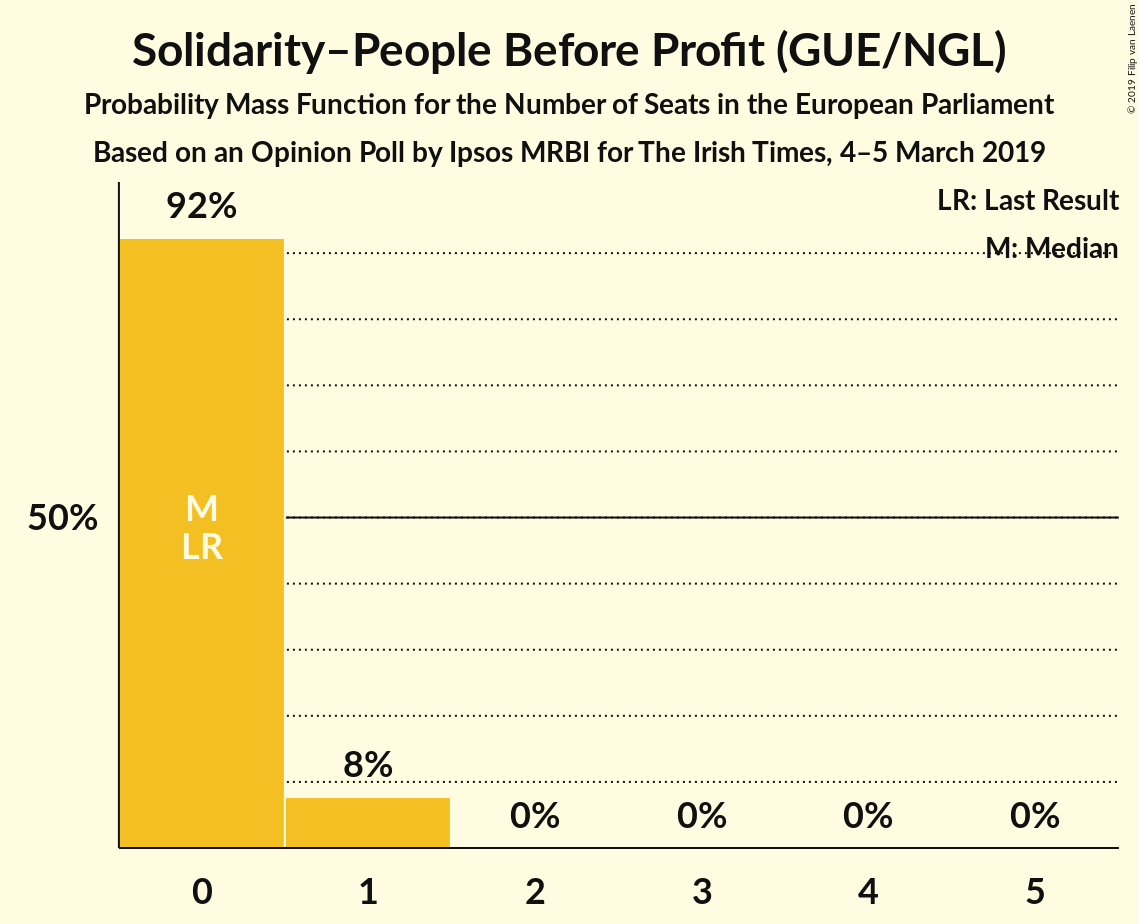 Solidarity–People Before Profit (GUE/NGL)
Probability Mass Function for the Number of Seats in the European Parliament
Based on an Opinion Poll by Ipsos MRBI for The Irish Times, 4–5 March 2019
© 2019 Filip van Laenen
LR: Last Result
M: Median
92%
M
LR
50%
8%
0%
0%
0%
0%
0
1
2
3
4
5